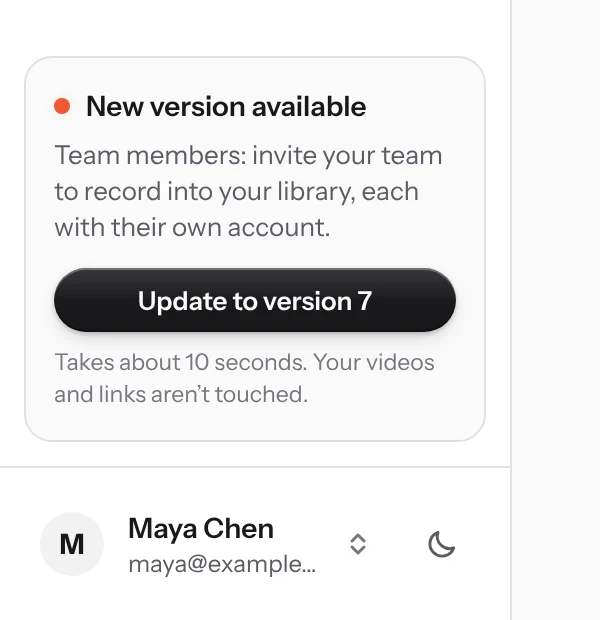 New version available
Team members: invite your team
to record into your library, each
with their own account.
Update to version 7
Takes about 10 seconds. Your videos
and links aren’t touched.
M
Maya Chen
maya@example...